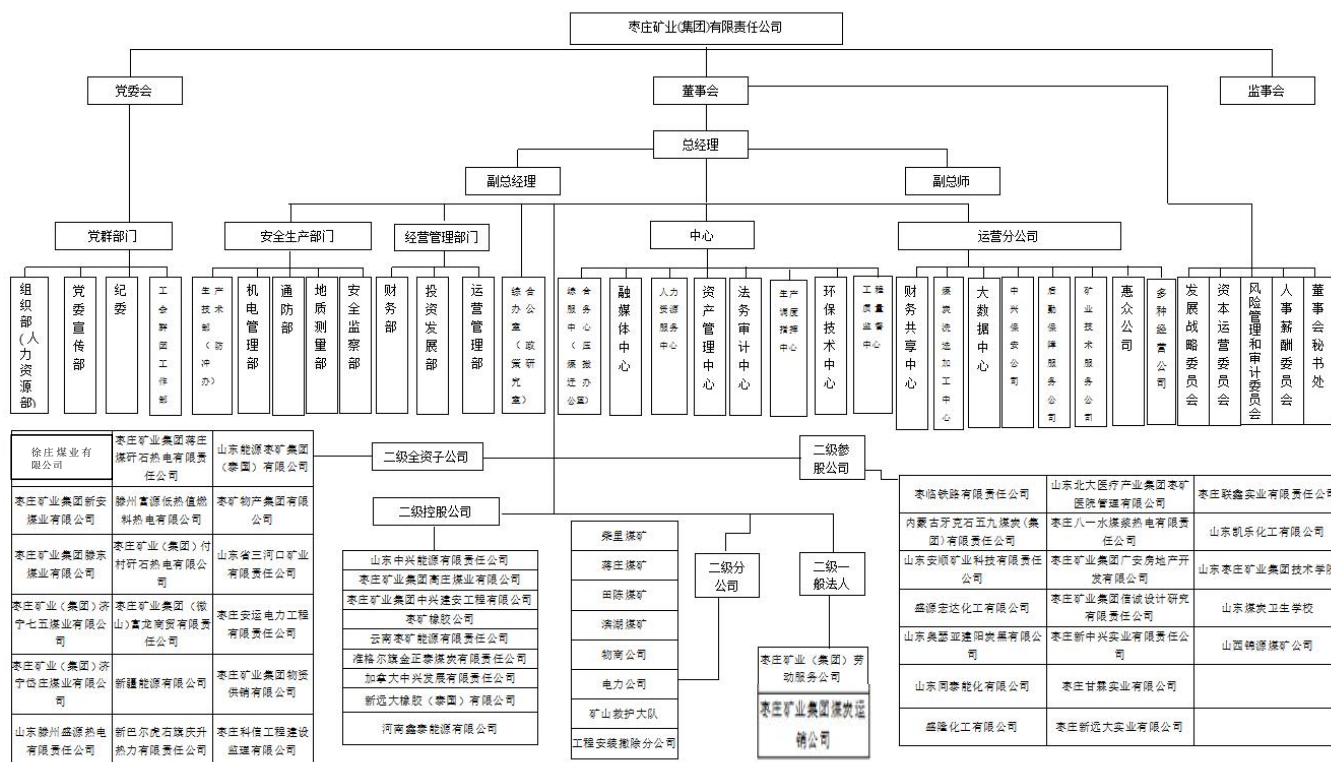 枣庄矿业(集团)有限责任公司
党委会
董事会
监事会
总经理
副总经理
副总师
党群部门
安全生产部门
经营管理部门
中心
运营分公司
组织部(人力资源部)
党委宣传部
纪委
工会群团工作部
生产技术部(防冲办)
机电管理部
通防部
地质测量部
安全监察部
财务部
投资发展部
运营管理部
综合办公室(政策研究室)
综合服务中心(压煤搬迁办公室)
融媒体中心
人力资源服务中心
资产管理中心
法务审计中心
生产调度指挥中心
环保技术中心
工程质量监督中心
财务共享中心
煤炭洗选加工中心
大数据中心
中兴保安公司
后勤保障服务公司
矿业技术服务公司
惠众公司
多种经营公司
发展战略委员会
资本运营委员会
风险管理和审计委员会
人事薪酬委员会
董事会秘书处
徐庄煤业有
限公司
枣庄矿业集团蒋庄
煤矸石热电有限责
任公司
山东能源枣矿集团
(泰国)有限公司
枣庄矿业集团新安
煤业有限公司
滕州富源低热值燃
料热电有限公司
枣矿物产集团有限
公司
枣庄矿业集团滕东
煤业有限公司
枣庄矿业(集团)付
村矸石热电有限公
司
山东省三河口矿业
有限责任公司
枣庄矿业(集团)济
宁七五煤业有限公
司
枣庄矿业集团(微
山)富龙商贸有限责
任公司
枣庄安运电力工程
有限责任公司
枣庄矿业(集团)济
宁岱庄煤业有限公
司
新疆能源有限公司
枣庄矿业集团物资
供销有限公司
山东滕州盛源热电
有限责任公司
新巴尔虎右旗庆升
热力有限责任公司
枣庄科信工程建设
监理有限公司
二级全资子公司
二级控股公司
山东中兴能源有限责任公司
枣庄矿业集团高庄煤业有限公司
枣庄矿业集团中兴建安工程有限公司
枣矿橡胶公司
云南枣矿能源有限责任公司
准格尔旗金正泰煤炭有限责任公司
加拿大中兴发展有限责任公司
新远大橡胶(泰国)有限公司
河南鑫泰能源有限公司
柴里煤矿
蒋庄煤矿
田陈煤矿
滨湖煤矿
物商公司
电力公司
矿山救护大队
工程安装撤除分公司
二级分
公司
二级一
般法人
枣庄矿业(集团)劳
动服务公司
枣庄矿业集团煤炭运
销公司
二级参
股公司
枣临铁路有限责任公司
山东北大医疗产业集团枣矿
医院管理有限公司
枣庄联鑫实业有限责任公司
内蒙古牙克石五九煤炭(集
团)有限责任公司
枣庄八一水煤浆热电有限责
任公司
山东凯乐化工有限公司
山东安顺矿业科技有限责任
公司
枣庄矿业集团广安房地产开
发有限公司
山东枣庄矿业集团技术学院
盛源宏达化工有限公司
枣庄矿业集团信诚设计研究
有限责任公司
山东煤炭卫生学校
山东奥瑟亚建阳炭黑有限公
司
枣庄新中兴实业有限责任公
司
山西锦源煤矿公司
山东同泰能化有限公司
枣庄甘霖实业有限公司
盛隆化工有限公司
枣庄新远大实业有限公司